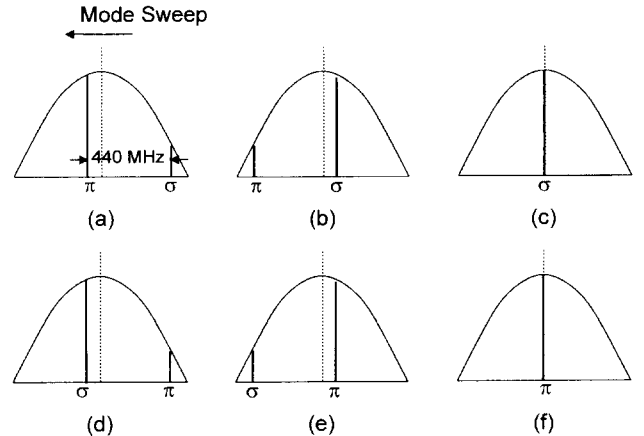 Mode Sweep
440 MHz
π σ
π σ
σ
(a) (b) (c)
σ π
σ π
π
(d) (e) (f)